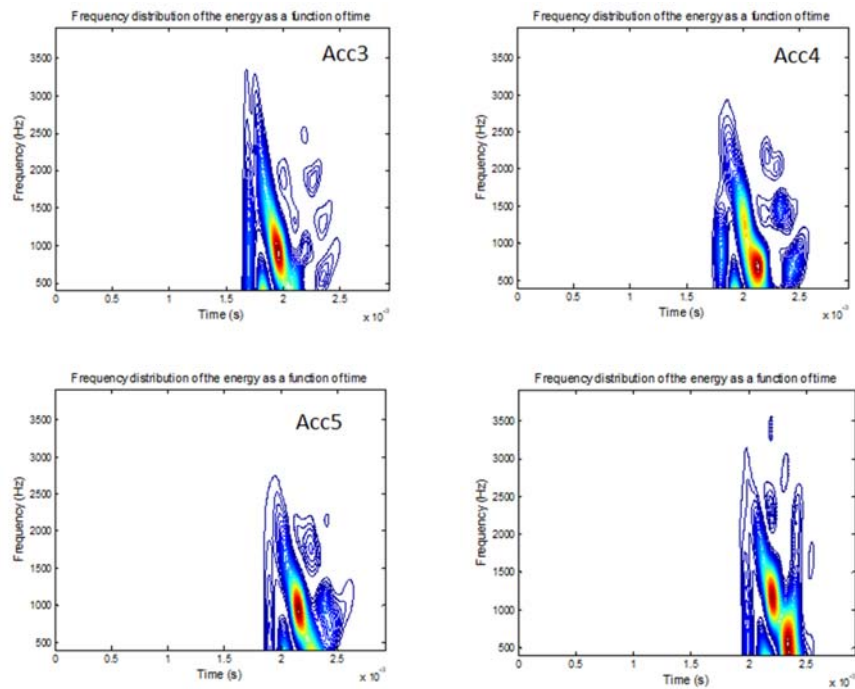 Frequency distribution of the energy as a function of time
Acc3
Frequency (Hz)
3500
3000
2500
2000
1500
1000
500
0 0.5 1 1.5 2 2.5
Time (s)
x 10⁻³
Frequency distribution of the energy as a function of time
Acc4
Frequency (Hz)
3500
3000
2500
2000
1500
1000
500
0 0.5 1 1.5 2 2.5
Time (s)
x 10⁻³
Frequency distribution of the energy as a function of time
Acc5
Frequency (Hz)
3500
3000
2500
2000
1500
1000
500
0 0.5 1 1.5 2 2.5
Time (s)
x 10⁻³
Frequency distribution of the energy as a function of time
Frequency (Hz)
3500
3000
2500
2000
1500
1000
500
0 0.5 1 1.5 2 2.5
Time (s)
x 10⁻³